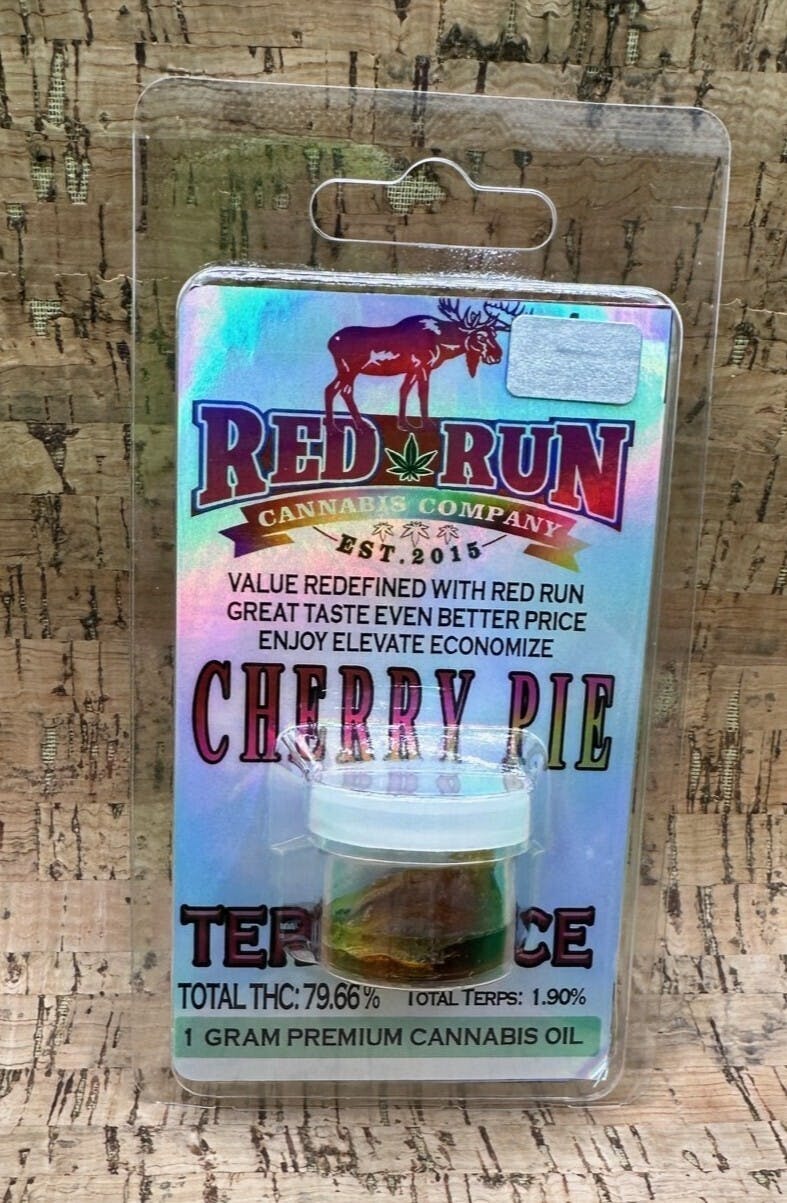 RED RUN
CANNABIS COMPANY
EST. 2015
VALUE REDEFINED WITH RED RUN
GREAT TASTE EVEN BETTER PRICE
ENJOY ELEVATE ECONOMIZE
CHERRY PIE
TOTAL THC: 79.66% TOTAL TERPS: 1.90%
1 GRAM PREMIUM CANNABIS OIL